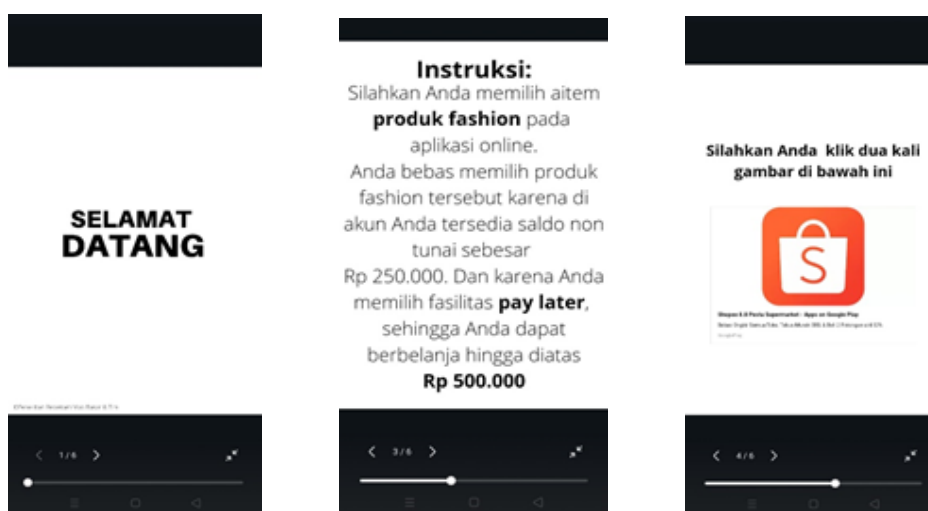 SELAMAT
DATANG
1/6
Instruksi:
Silahkan Anda memilih aitem
produk fashion pada
aplikasi online.
Anda bebas memilih produk
fashion tersebut karena di
akun Anda tersedia saldo non
tunai sebesar
Rp 250.000. Dan karena Anda
memilih fasilitas pay later,
sehingga Anda dapat
berbelanja hingga diatas
Rp 500.000
3/6
Silahkan Anda klik dua kali
gambar di bawah ini
S
4/6